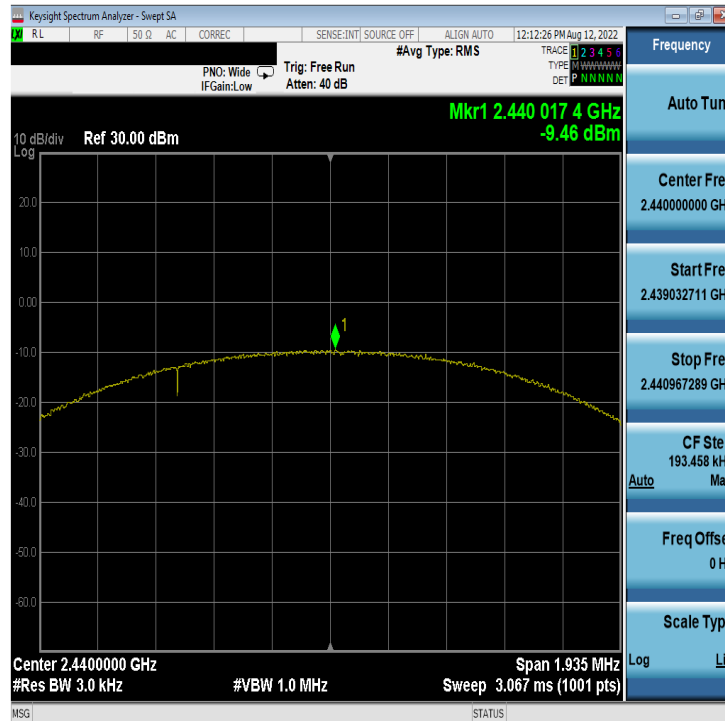 Keysight Spectrum Analyzer - Swept SA
RL RF 50 Ω AC CORREC SENSE:INT SOURCE OFF ALIGN AUTO 12:12:26 PM Aug 12, 2022
#Avg Type: RMS
TRACE 1 2 3 4 5 6
PNO: Wide
Trig: Free Run
TYPE M WWWWW
IFGain:Low
Atten: 40 dB
DET P NNNNN
Mkr1 2.440 017 4 GHz
-9.46 dBm
10 dB/div Ref 30.00 dBm
Log
20.0
10.0
0.00
1
-10.0
-20.0
-30.0
-40.0
-50.0
-60.0
Center 2.4400000 GHz Span 1.935 MHz
#Res BW 3.0 kHz #VBW 1.0 MHz Sweep 3.067 ms (1001 pts)
MSG STATUS
Frequency
Auto Tun
Center Fre
2.440000000 GH
Start Fre
2.439032711 GH
Stop Fre
2.440967289 GH
CF Ste
193.458 kH
Auto Ma
Freq Offse
0 H
Scale Typ
Log Li